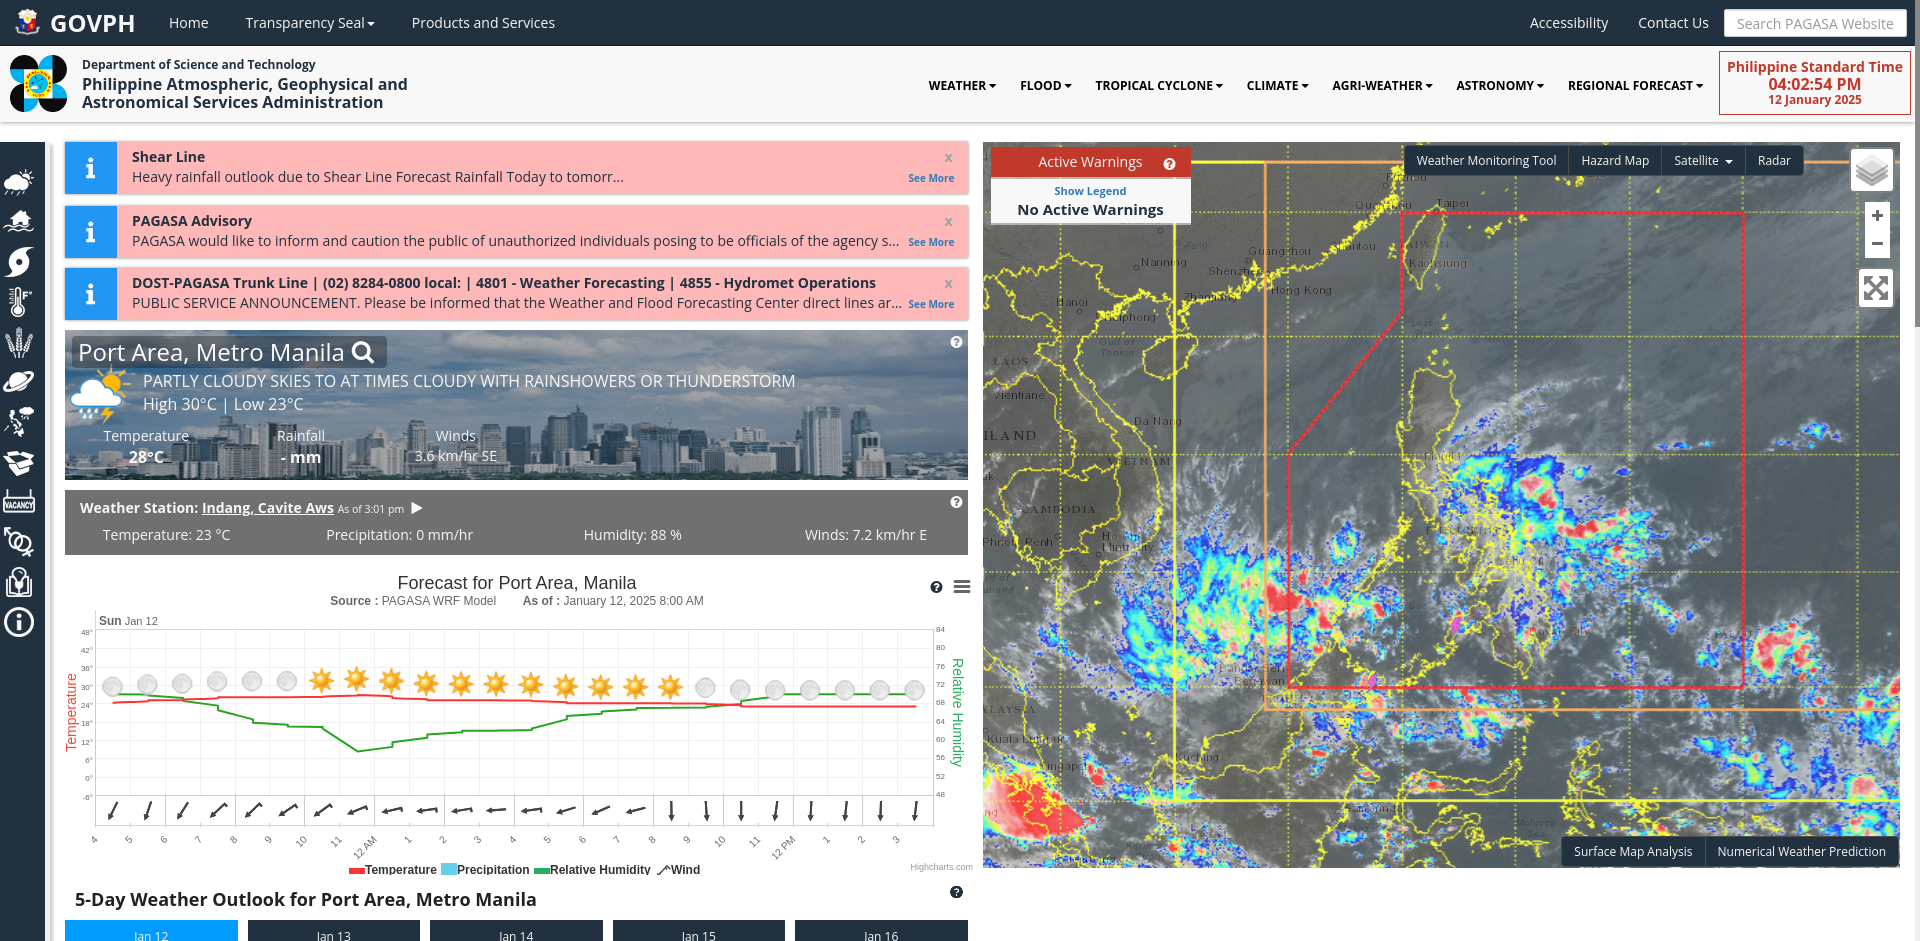 GOVPH
Home
Transparency Seal
Products and Services
Accessibility
Contact Us
Search PAGASA Website
Department of Science and Technology
Philippine Atmospheric, Geophysical and
Astronomical Services Administration
WEATHER
FLOOD
TROPICAL CYCLONE
CLIMATE
AGRI-WEATHER
ASTRONOMY
REGIONAL FORECAST
Philippine Standard Time
04:02:54 PM
12 January 2025
VACANCY
Shear Line
x
Heavy rainfall outlook due to Shear Line Forecast Rainfall Today to tomorr...
See More
PAGASA Advisory
x
PAGASA would like to inform and caution the public of unauthorized individuals posing to be officials of the agency s...
See More
DOST-PAGASA Trunk Line | (02) 8284-0800 local: | 4801 - Weather Forecasting | 4855 - Hydromet Operations
x
PUBLIC SERVICE ANNOUNCEMENT. Please be informed that the Weather and Flood Forecasting Center direct lines ar...
See More
Port Area, Metro Manila
PARTLY CLOUDY SKIES TO AT TIMES CLOUDY WITH RAINSHOWERS OR THUNDERSTORM
High 30°C | Low 23°C
Temperature
Rainfall
Winds
28°C
- mm
3.6 km/hr SE
Weather Station: Indang, Cavite Aws As of 3:01 pm
Temperature: 23 °C
Precipitation: 0 mm/hr
Humidity: 88 %
Winds: 7.2 km/hr E
Forecast for Port Area, Manila
Source : PAGASA WRF Model
As of : January 12, 2025 8:00 AM
Sun Jan 12
Temperature
48°
42°
36°
30°
24°
18°
12°
6°
0°
-6°
84
80
76
72
68
64
60
56
52
48
Relative Humidity
4 5 6 7 8 9 10 11 12 AM 1 2 3 4 5 6 7 8 9 10 11 12 PM 1 2 3
Temperature
Precipitation
Relative Humidity
Wind
Highcharts.com
5-Day Weather Outlook for Port Area, Metro Manila
Jan 12
Jan 13
Jan 14
Jan 15
Jan 16
Active Warnings
Show Legend
No Active Warnings
Weather Monitoring Tool
Hazard Map
Satellite
Radar
+
−
Taipei
Guangzhou
Nanning
Kaohsiung
Hong Kong
Hanoi
Gulf of
Tonkin
LAOS
Vientiane
Da Nang
VIETNAM
CAMBODIA
Kuala Lumpur
Kuching
Surface Map Analysis
Numerical Weather Prediction